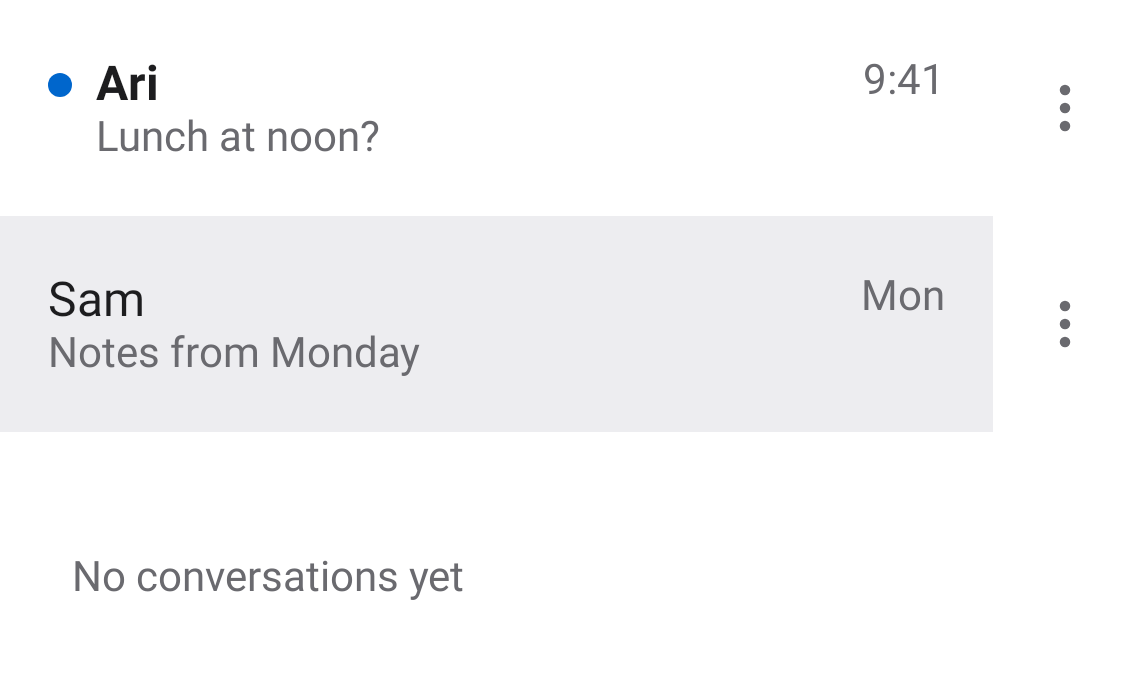 Ari 9:41
Lunch at noon?
Sam Mon
Notes from Monday
No conversations yet